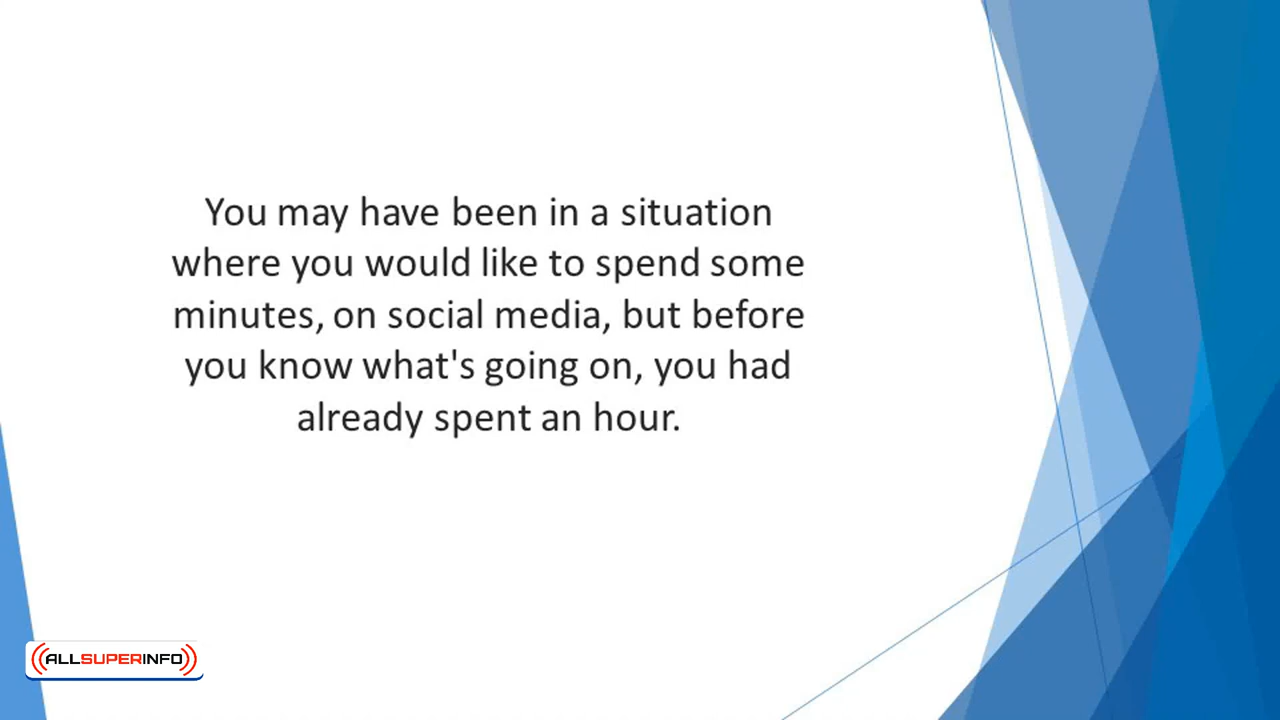 You may have been in a situation
where you would like to spend some
minutes, on social media, but before
you know what's going on, you had
already spent an hour.
ALLSUPERINFO